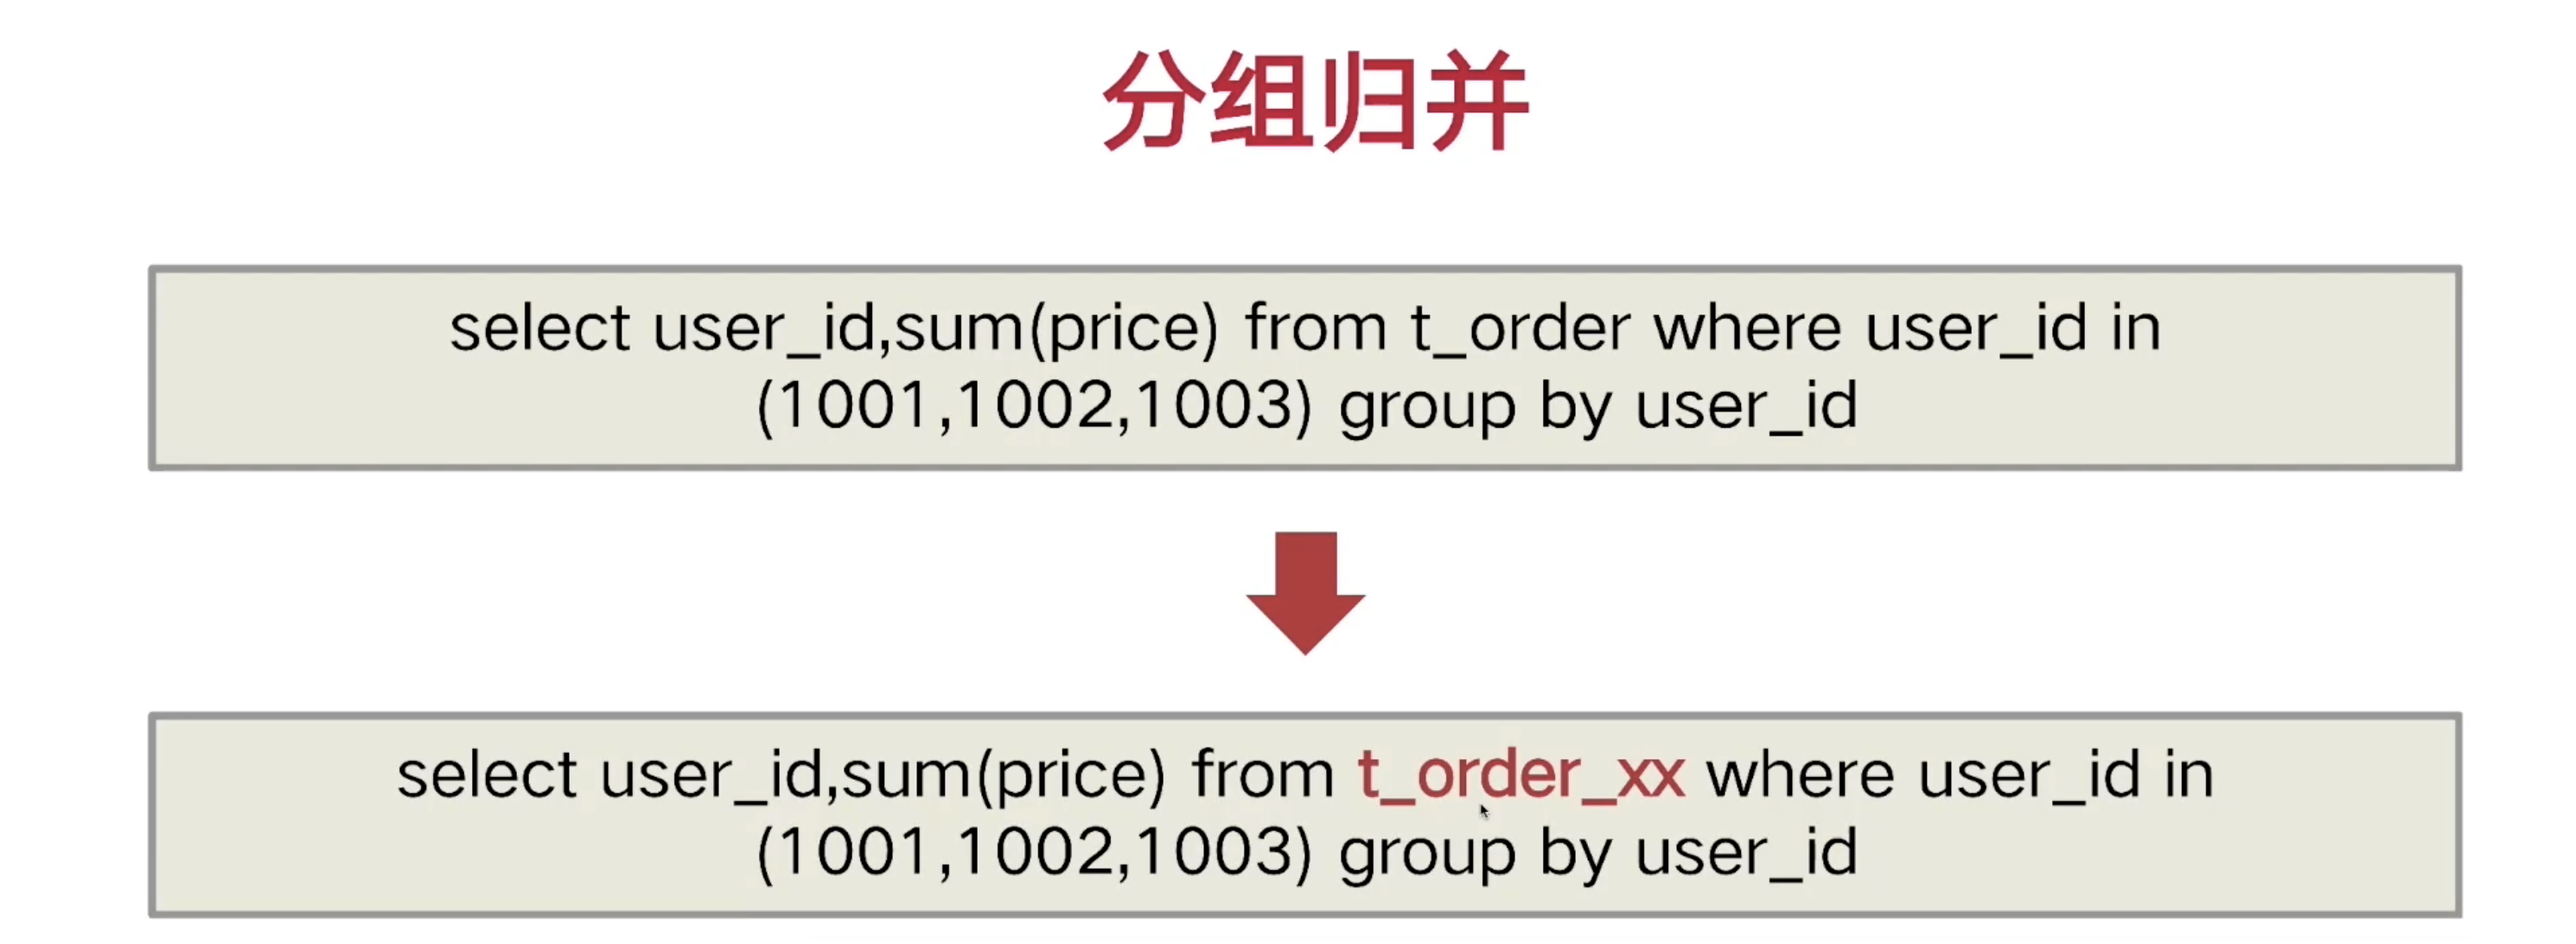 分组归并
select user_id,sum(price) from t_order where user_id in
(1001,1002,1003) group by user_id
select user_id,sum(price) from t_order_xx where user_id in
(1001,1002,1003) group by user_id